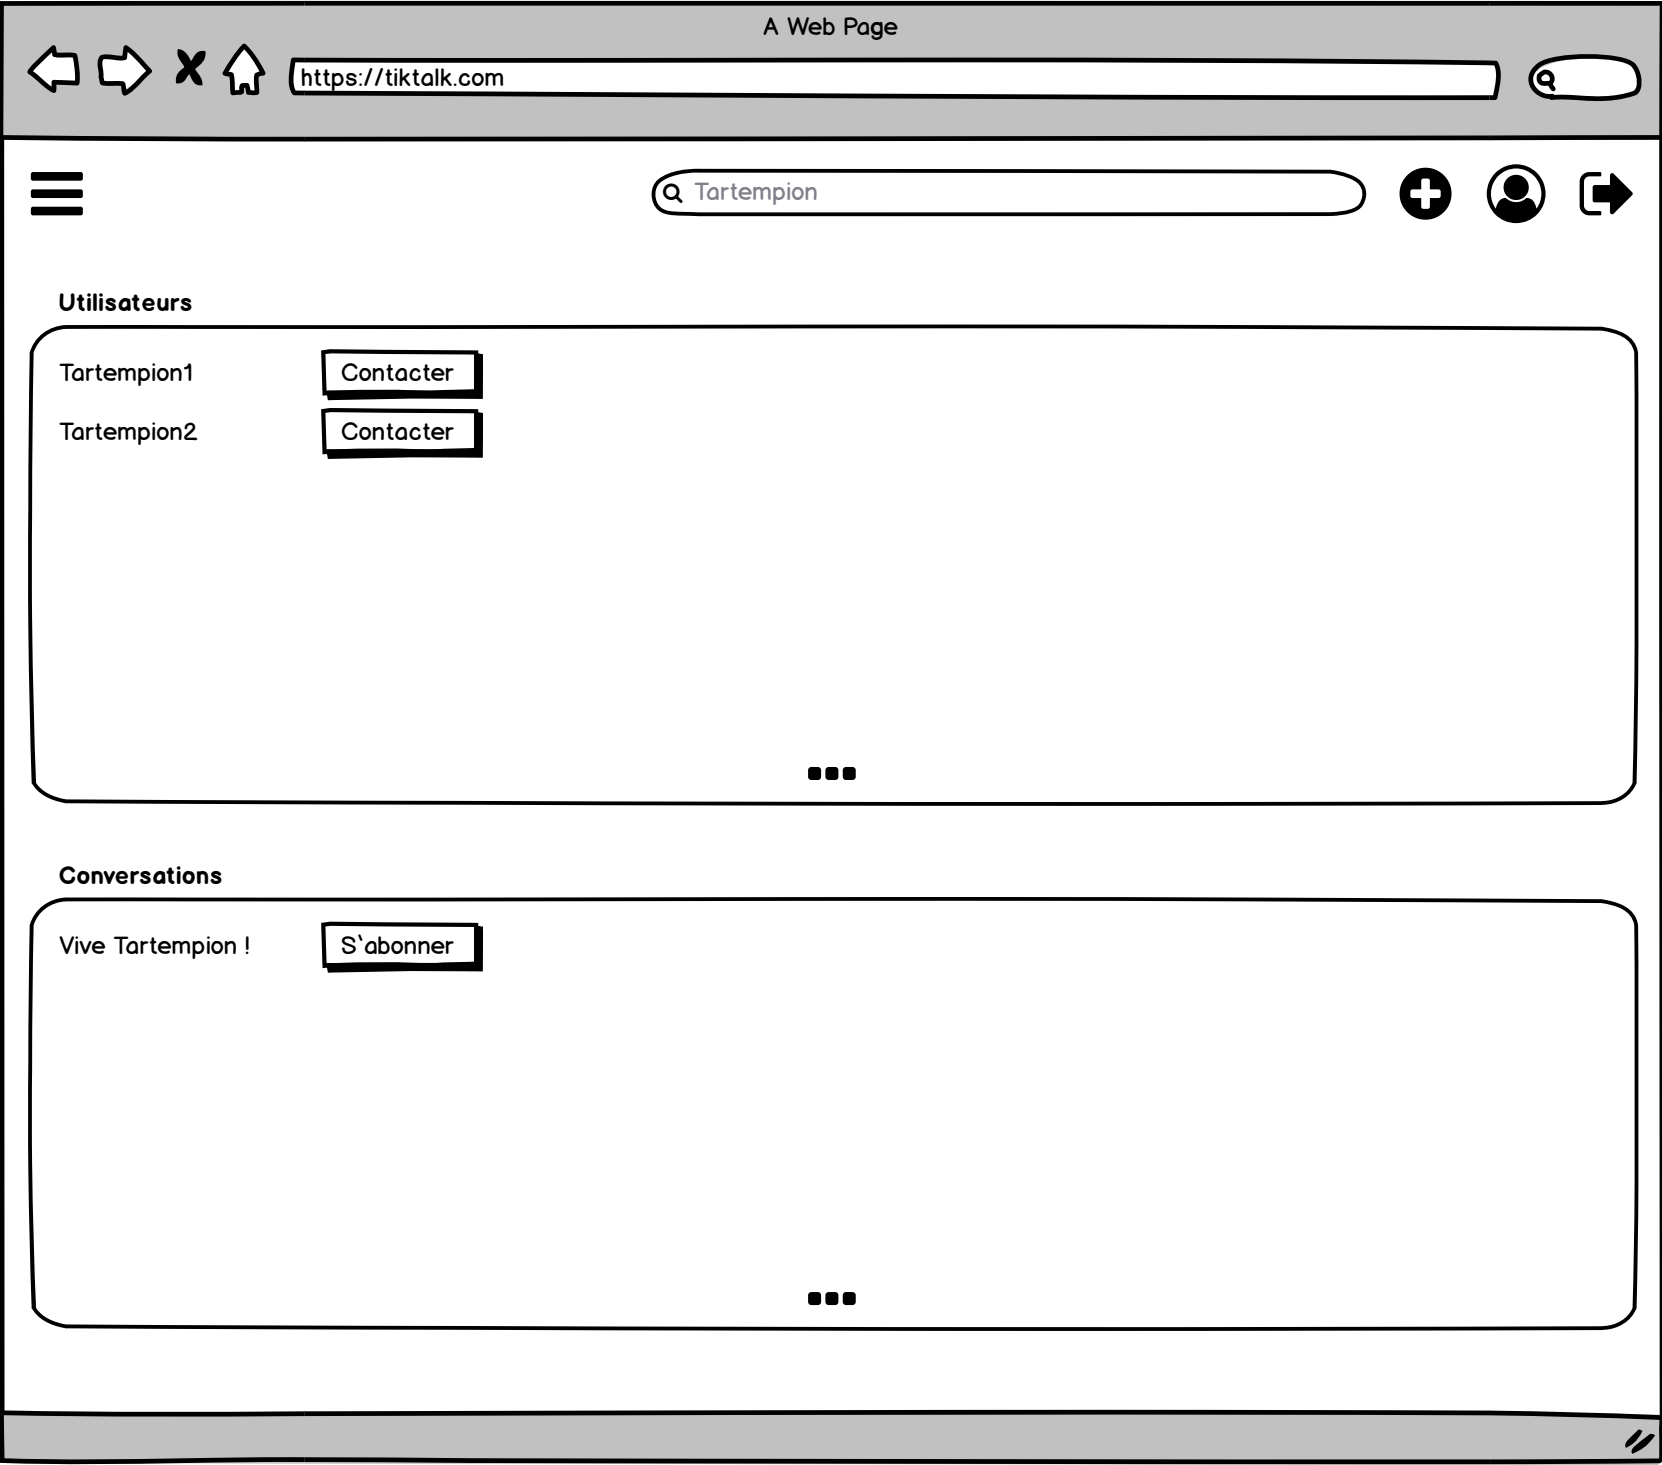 A Web Page
https://tiktalk.com
Tartempion
Utilisateurs
Tartempion1 Contacter
Tartempion2 Contacter
Conversations
Vive Tartempion ! S`abonner